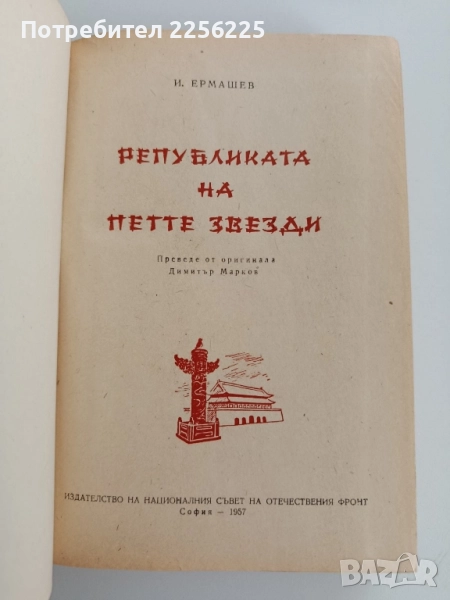 Потребител 2256225
И. ЕРМАШЕВ
РЕПУБЛИКАТА
НА
ПЕТТЕ ЗВЕЗДИ
Преведе от оригинала
Димитър Марков
ИЗДАТЕЛСТВО НА НАЦИОНАЛНИЯ СЪВЕТ НА ОТЕЧЕСТВЕНИЯ ФРОНТ
София — 1957
BAZAR